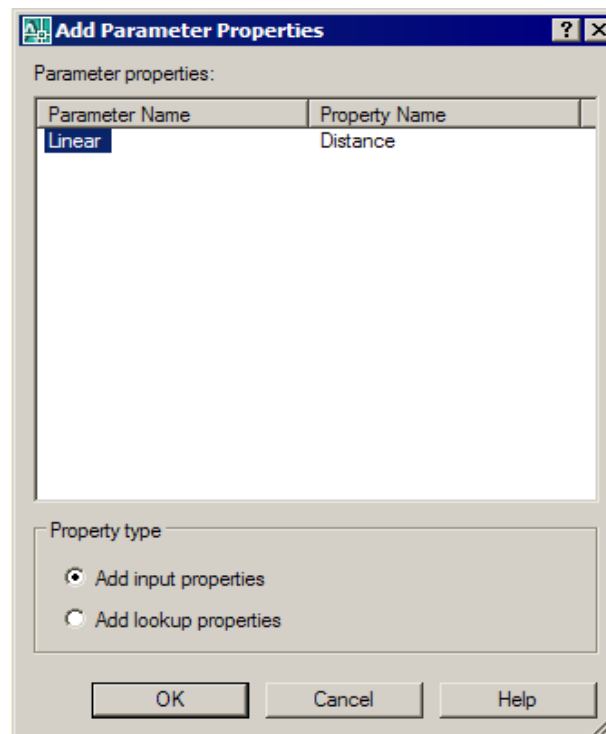 Add Parameter Properties
Parameter properties:
Parameter Name Property Name
Linear Distance
Property type
Add input properties
Add lookup properties
OK Cancel Help